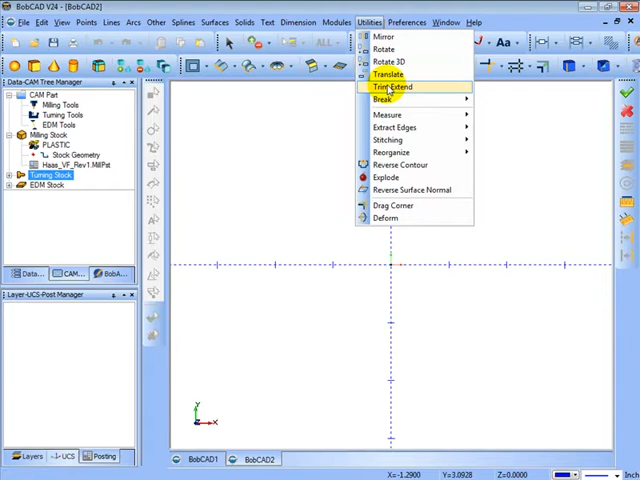 BobCAD V24 - [BobCAD2]
File Edit View Points Lines Arcs Other Splines Surfaces Solids Text Dimension Modules Utilities Preferences Window Help
Aa
Data-CAM Tree Manager
CAM Part
Milling Tools
Turning Tools
EDM Tools
Milling Stock
PLASTIC
Stock Geometry
Haas_VF_Rev1.MillPst
Turning Stock
EDM Stock
Data... CAM... BobA...
Layer-UCS-Post Manager
Layers UCS Posting
Mirror
Rotate
Rotate 3D
Translate
Trim Extend
Break
Measure
Extract Edges
Stitching
Reorganize
Reverse Contour
Explode
Reverse Surface Normal
Drag Corner
Deform
Y
Z X
BobCAD1 BobCAD2
X=-1.2900 Y=3.0928 Z=0.0000 Inch